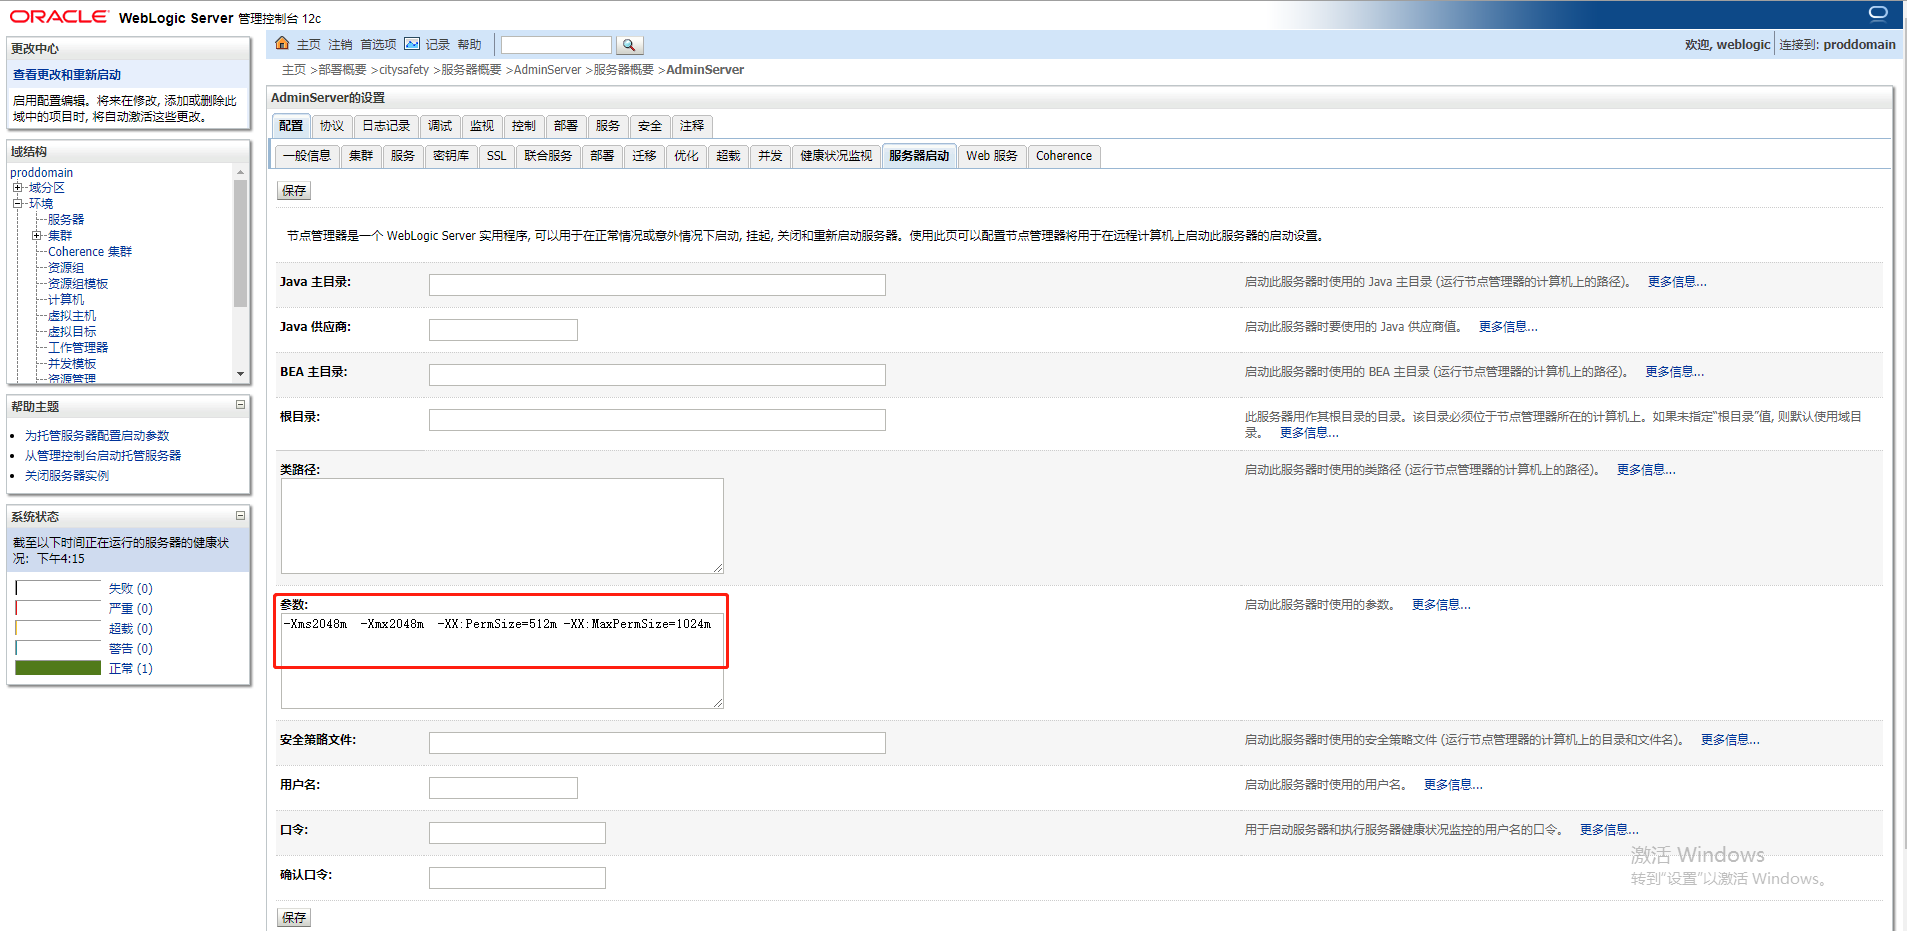 ORACLE WebLogic Server 管理控制台 12c
更改中心
查看更改和重新启动
启用配置编辑。将来在修改, 添加或删除此
域中的项目时, 将自动激活这些更改。
域结构
proddomain
域分区
环境
服务器
集群
Coherence 集群
资源组
资源组模板
计算机
虚拟主机
虚拟目标
工作管理器
并发模板
资源管理
帮助主题
为托管服务器配置启动参数
从管理控制台启动托管服务器
关闭服务器实例
系统状态
截至以下时间正在运行的服务器的健康状
况: 下午4:15
失败 (0)
严重 (0)
超载 (0)
警告 (0)
正常 (1)
主页 注销 首选项 记录 帮助
欢迎, weblogic 连接到: proddomain
主页 >部署概要 >citysafety >服务器概要 >AdminServer >服务器概要 >AdminServer
AdminServer的设置
配置 协议 日志记录 调试 监视 控制 部署 服务 安全 注释
一般信息 集群 服务 密钥库 SSL 联合服务 部署 迁移 优化 超载 并发 健康状况监视 服务器启动 Web 服务 Coherence
保存
节点管理器是一个 WebLogic Server 实用程序, 可以用于在正常情况或意外情况下启动, 挂起, 关闭和重新启动服务器。使用此页可以配置节点管理器将用于在远程计算机上启动此服务器的启动设置。
Java 主目录:
启动此服务器时使用的 Java 主目录 (运行节点管理器的计算机上的路径)。 更多信息...
Java 供应商:
启动此服务器时要使用的 Java 供应商值。 更多信息...
BEA 主目录:
启动此服务器时使用的 BEA 主目录 (运行节点管理器的计算机上的路径)。 更多信息...
根目录:
此服务器用作其根目录的目录。该目录必须位于节点管理器所在的计算机上。如果未指定“根目录”值, 则默认使用域目
录。 更多信息...
类路径:
启动此服务器时使用的类路径 (运行节点管理器的计算机上的路径)。 更多信息...
参数:
启动此服务器时使用的参数。 更多信息...
-Xms2048m -Xmx2048m -XX:PermSize=512m -XX:MaxPermSize=1024m
安全策略文件:
启动此服务器时使用的安全策略文件 (运行节点管理器的计算机上的目录和文件名)。 更多信息...
用户名:
启动此服务器时使用的用户名。 更多信息...
口令:
用于启动服务器和执行服务器健康状况监控的用户名的口令。 更多信息...
确认口令:
保存
激活 Windows
转到“设置”以激活 Windows。